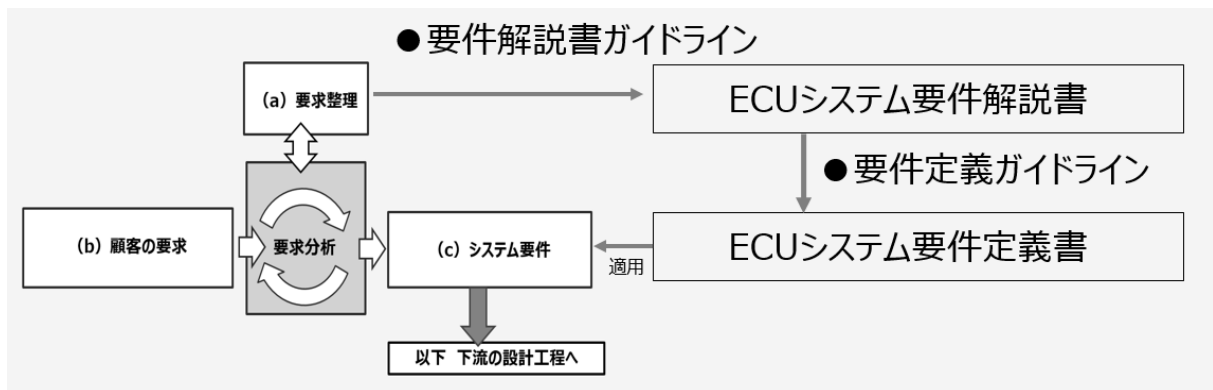 ●要件解説書ガイドライン
(a) 要求整理
ECUシステム要件解説書
●要件定義ガイドライン
(b) 顧客の要求
要求分析
(c) システム要件
適用
ECUシステム要件定義書
以下 下流の設計工程へ